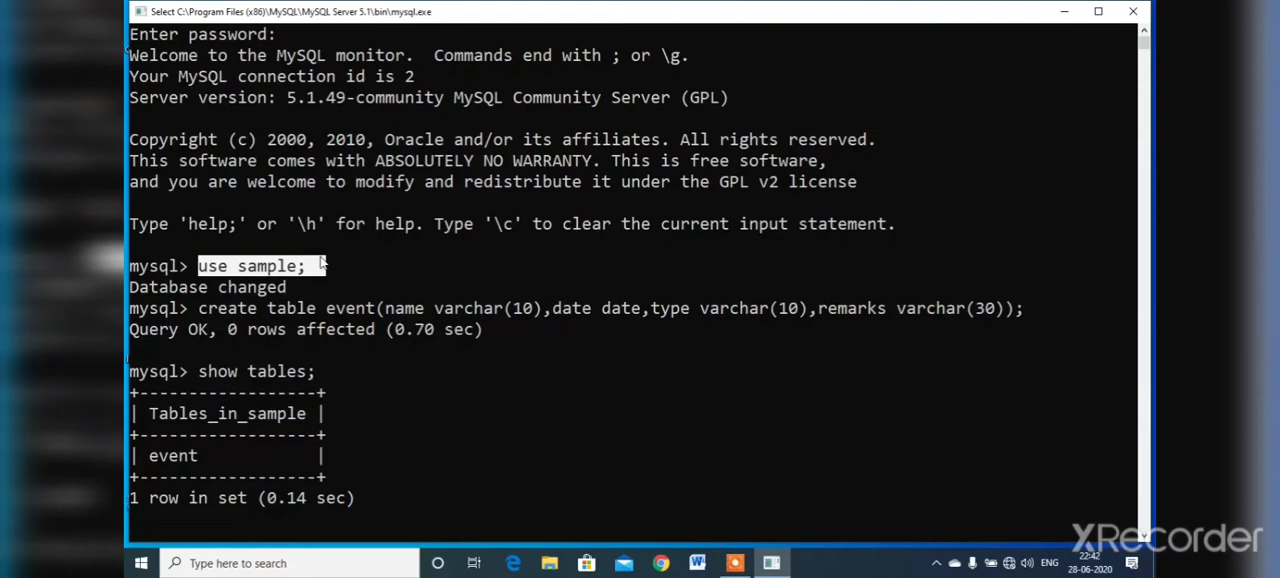 Select C:\Program Files (x86)\MySQL\MySQL Server 5.1\bin\mysql.exe
Enter password:
Welcome to the MySQL monitor.  Commands end with ; or \g.
Your MySQL connection id is 2
Server version: 5.1.49-community MySQL Community Server (GPL)
Copyright (c) 2000, 2010, Oracle and/or its affiliates. All rights reserved.
This software comes with ABSOLUTELY NO WARRANTY. This is free software,
and you are welcome to modify and redistribute it under the GPL v2 license
Type 'help;' or '\h' for help. Type '\c' to clear the current input statement.
mysql> use sample;
Database changed
mysql> create table event(name varchar(10),date date,type varchar(10),remarks varchar(30));
Query OK, 0 rows affected (0.70 sec)
mysql> show tables;
+------------------+
| Tables_in_sample |
+------------------+
| event            |
+------------------+
1 row in set (0.14 sec)
XRecorder
Type here to search
ENG
22:42
28-06-2020